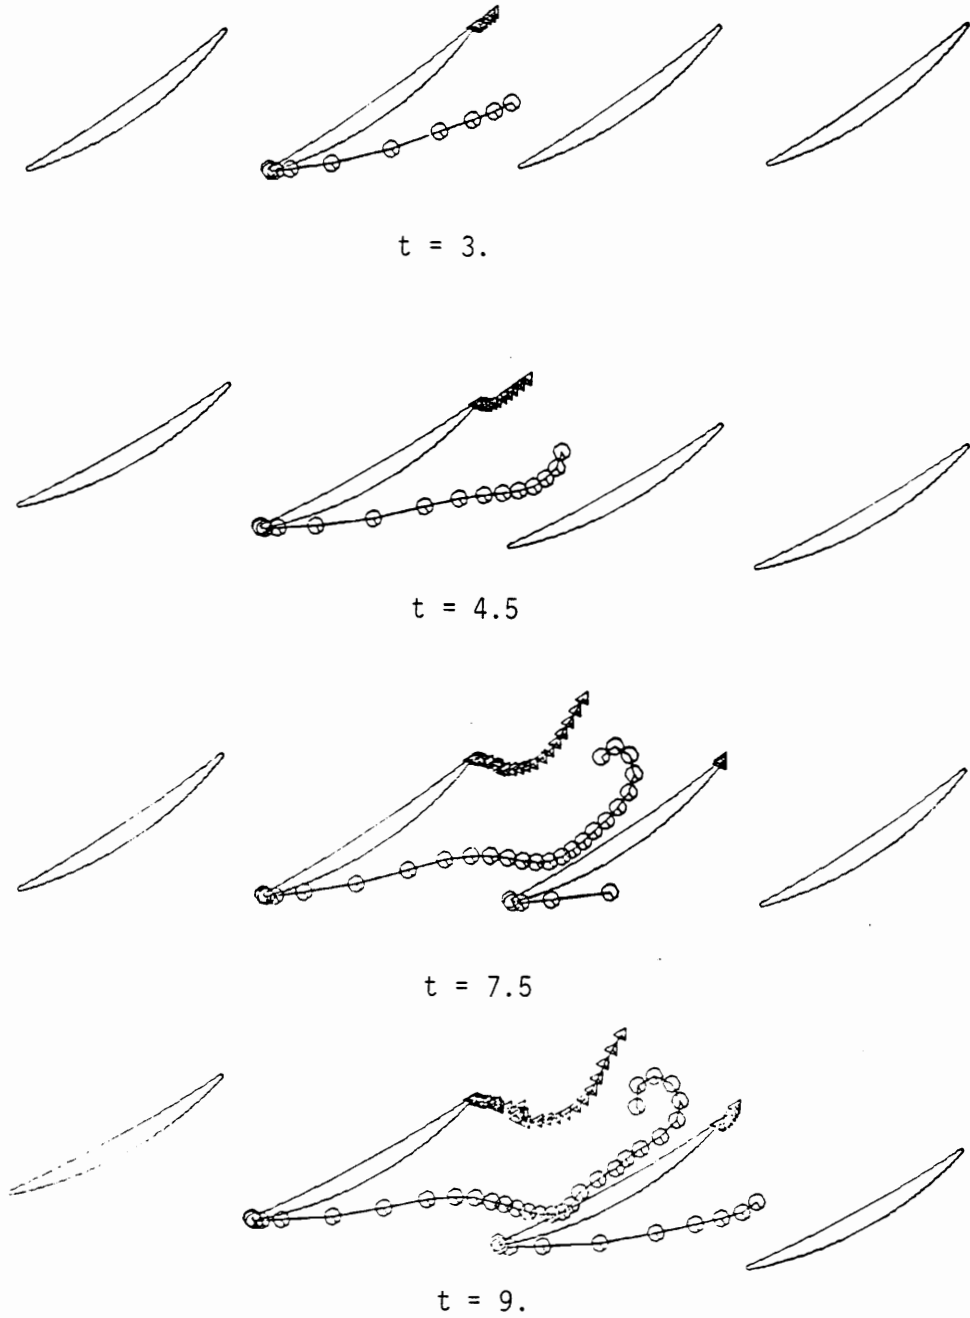 t = 3.
t = 4.5
t = 7.5
t = 9.